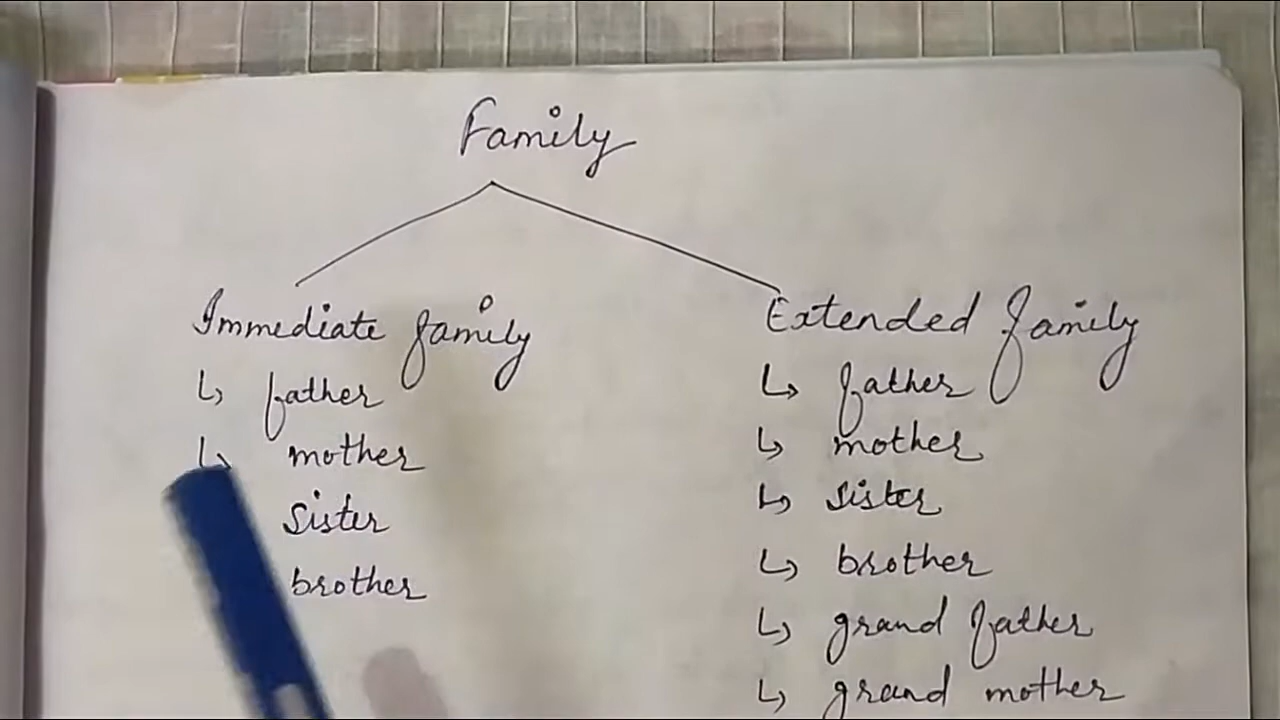 Family
Immediate family
↳ father
↳ mother
sister
brother
Extended family
↳ father
↳ mother
↳ sister
↳ brother
↳ grand father
↳ grand mother